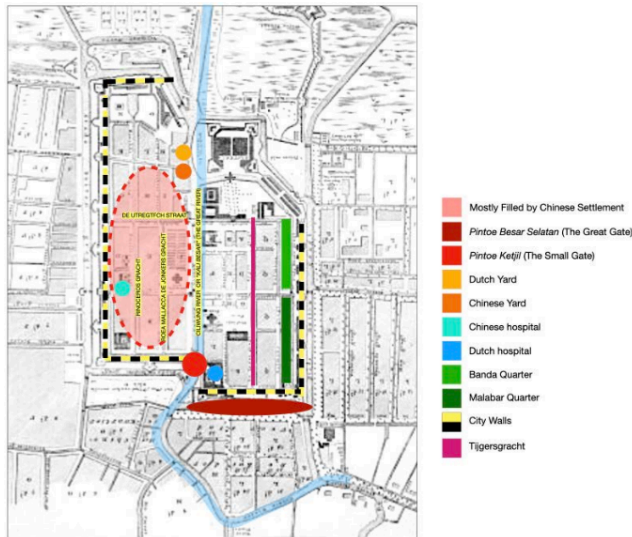 DE UTREGTFCH STRAAT
RINOCEROS GRACHT
ROEA MALLACCA DE JONKERS GRACHT
CILIWUNG RIVER OR "KALI BESAR" (THE GREAT RIVER)
Mostly Filled by Chinese Settlement
Pintoe Besar Selatan (The Great Gate)
Pintoe Ketjil (The Small Gate)
Dutch Yard
Chinese Yard
Chinese hospital
Dutch hospital
Banda Quarter
Malabar Quarter
City Walls
Tijgersgracht